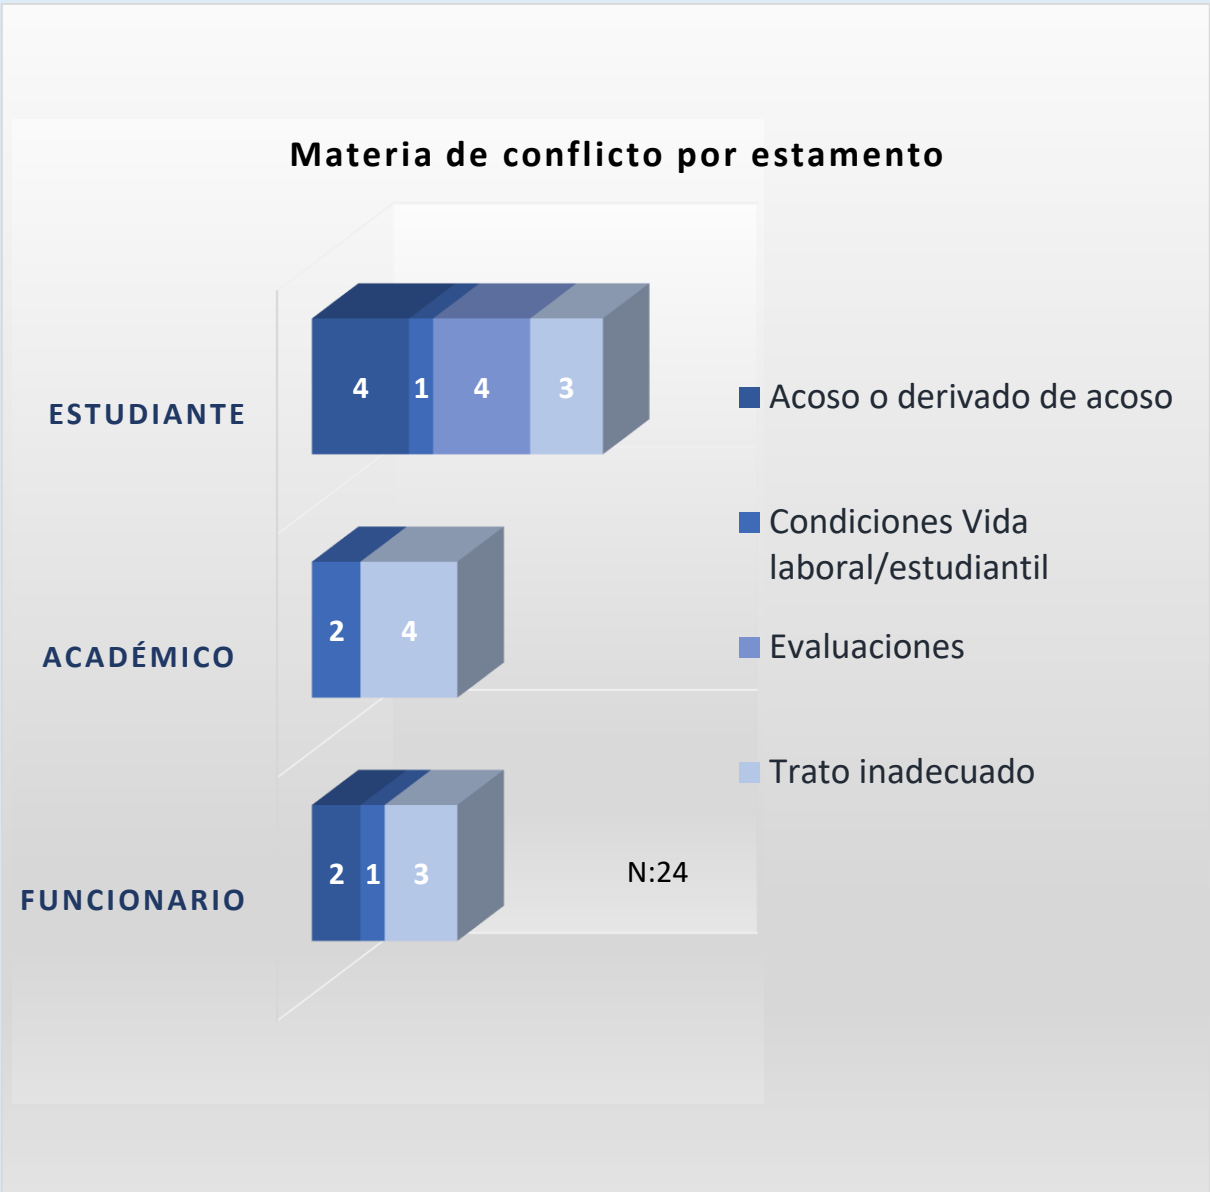 Materia de conflicto por estamento
ESTUDIANTE
4 1 4 3
ACADÉMICO
2 4
FUNCIONARIO
2 1 3
N:24
Acoso o derivado de acoso
Condiciones Vida
laboral/estudiantil
Evaluaciones
Trato inadecuado